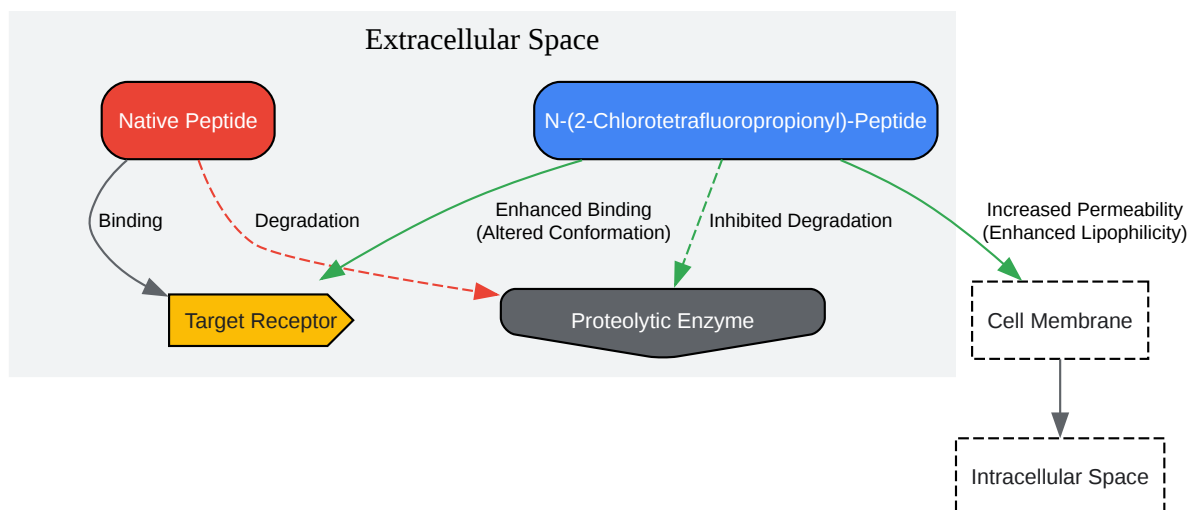 Extracellular Space
Native Peptide
N-(2-Chlorotetrafluoropropionyl)-Peptide
Binding
Degradation
Enhanced Binding
(Altered Conformation)
Inhibited Degradation
Increased Permeability
(Enhanced Lipophilicity)
Target Receptor
Proteolytic Enzyme
Cell Membrane
Intracellular Space